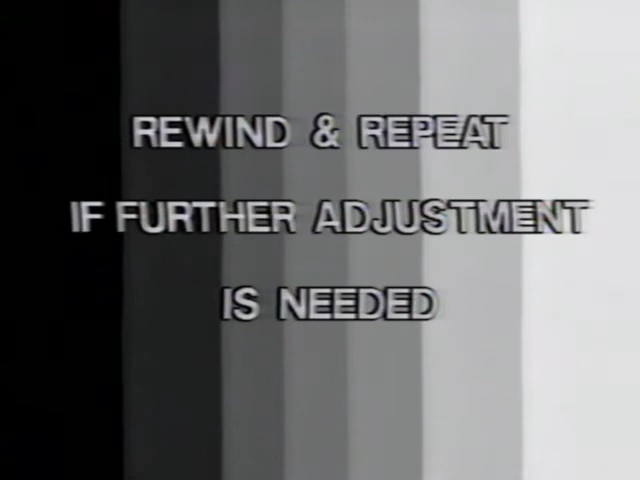 REWIND & REPEAT
IF FURTHER ADJUSTMENT
IS NEEDED